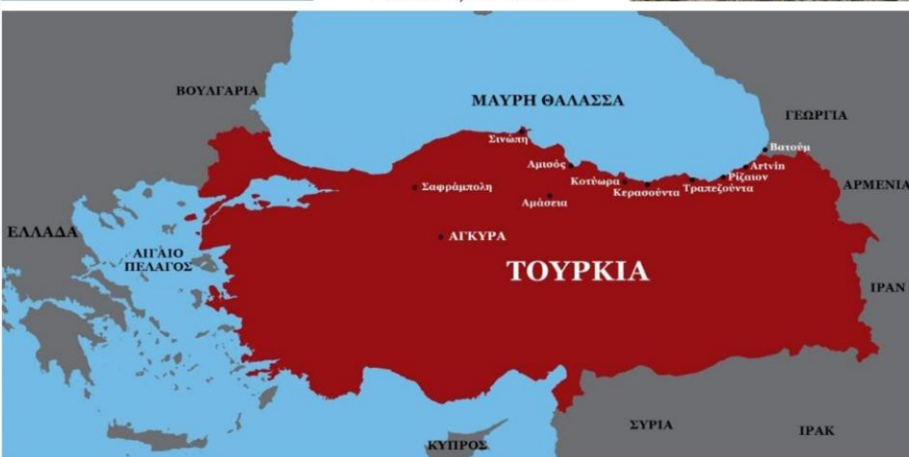 ΒΟΥΛΓΑΡΙΑ
ΜΑΥΡΗ ΘΑΛΑΣΣΑ
ΓΕΩΡΓΙΑ
Σινώπη
Βατούμ
Αμισός
Artvin
Κοτύωρα
Ρίζαιον
Σαφράμπολη
Κερασούντα
Τραπεζούντα
ΑΡΜΕΝΙΑ
Αμάσεια
ΕΛΛΑΔΑ
ΑΓΚΥΡΑ
ΑΙΓΑΙΟ
ΠΕΛΑΓΟΣ
ΤΟΥΡΚΙΑ
ΙΡΑΝ
ΣΥΡΙΑ
ΙΡΑΚ
ΚΥΠΡΟΣ